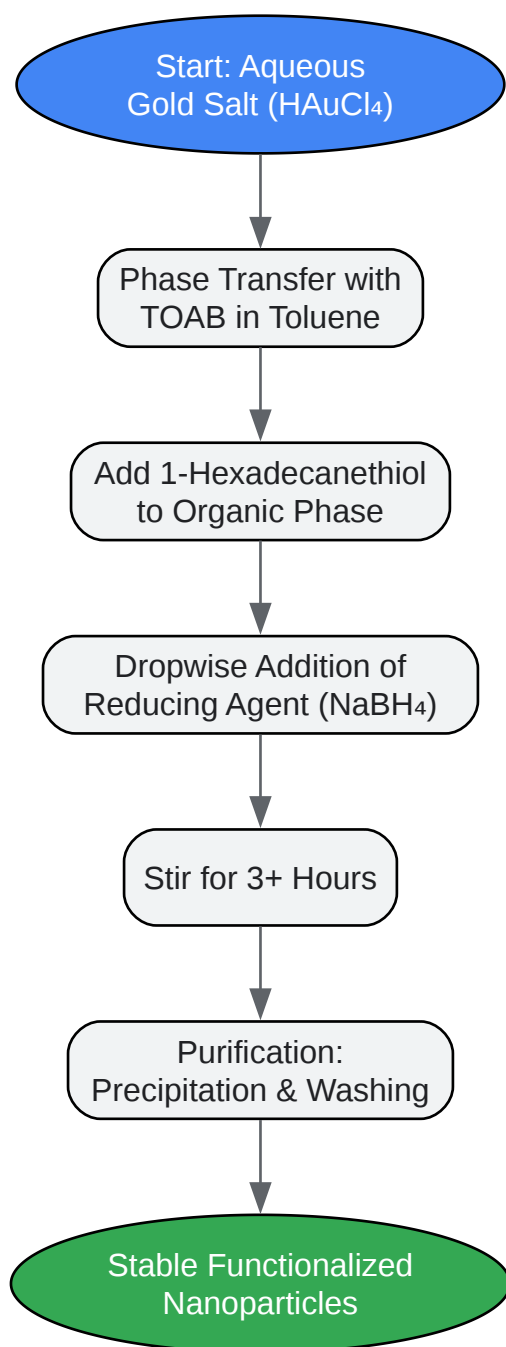 Start: Aqueous
Gold Salt (HAuCl₄)
Phase Transfer with
TOAB in Toluene
Add 1-Hexadecanethiol
to Organic Phase
Dropwise Addition of
Reducing Agent (NaBH₄)
Stir for 3+ Hours
Purification:
Precipitation & Washing
Stable Functionalized
Nanoparticles